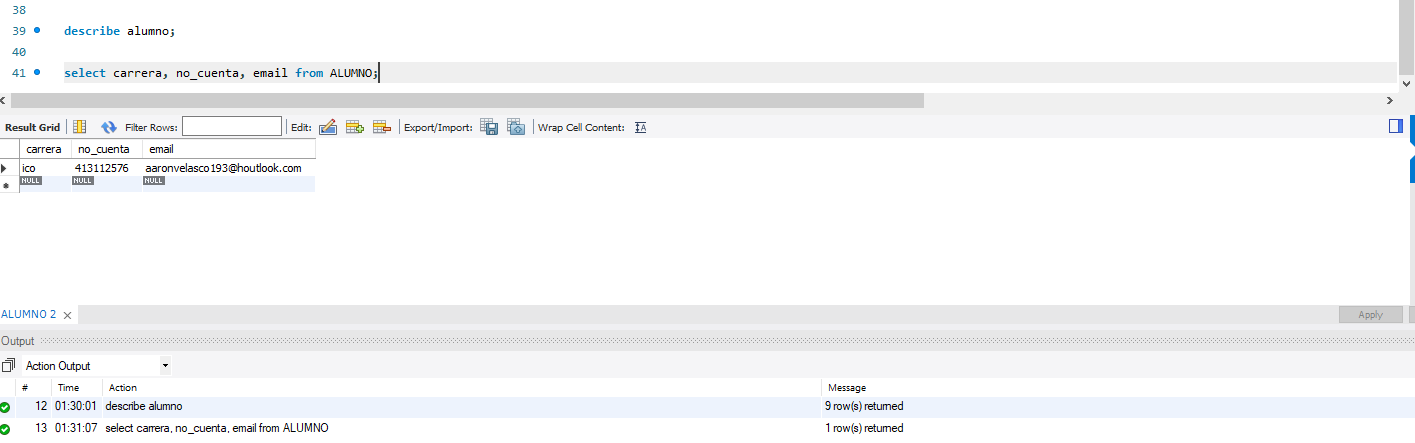 38
39 describe alumno;
40
41 select carrera, no_cuenta, email from ALUMNO;
Result Grid Filter Rows: Edit: Export/Import: Wrap Cell Content: IA
carrera no_cuenta email
ico 413112576 aaronvelasco193@houtlook.com
NULL NULL NULL
ALUMNO 2 Apply
Output
Action Output
# Time Action Message
12 01:30:01 describe alumno 9 row(s) returned
13 01:31:07 select carrera, no_cuenta, email from ALUMNO 1 row(s) returned